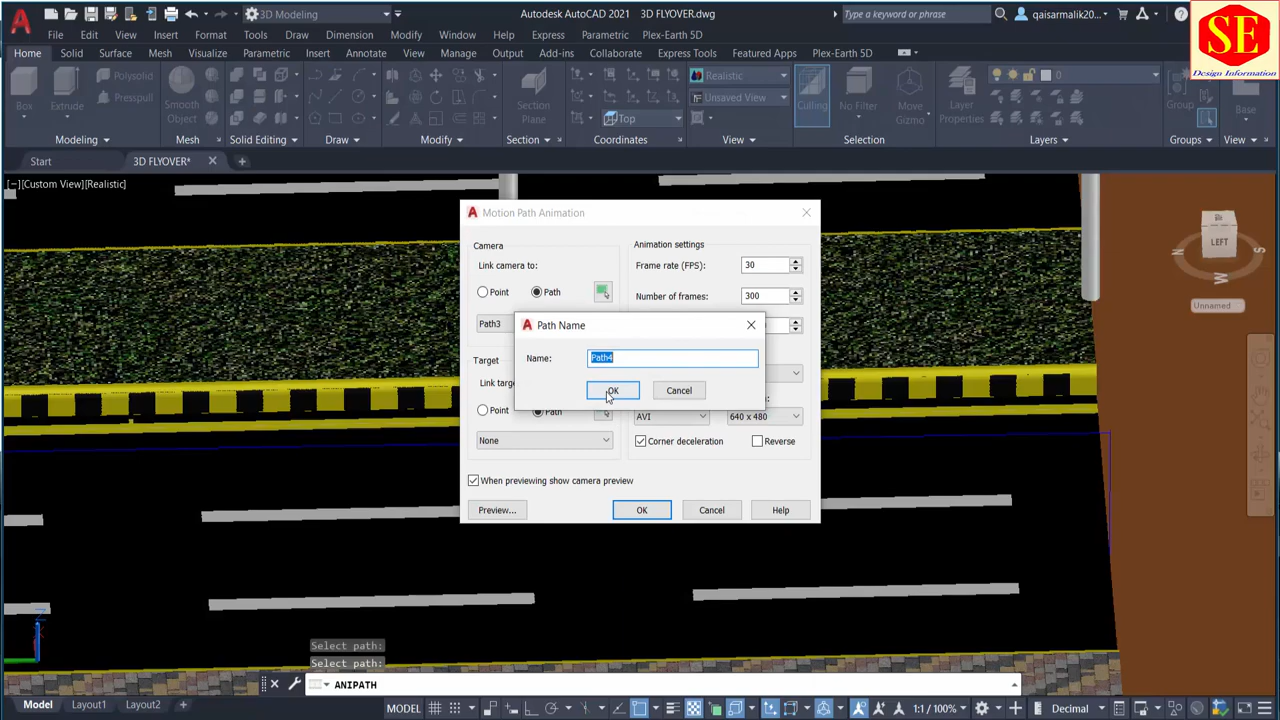 Autodesk AutoCAD 2021 3D FLYOVER.dwg
3D Modeling
Type a keyword or phrase
qaisarmalik20...
SE
Design Information
File Edit View Insert Format Tools Draw Dimension Modify Window Help Express Parametric Plex-Earth 5D
Home Solid Surface Mesh Visualize Parametric Insert Annotate View Manage Output Add-ins Collaborate Express Tools Featured Apps Plex-Earth 5D
Box
Extrude
Polysolid
Presspull
Smooth Object
Section Plane
Realistic
Unsaved View
Top
Culling
No Filter
Move Gizmo
Layer Properties
0
Group
Base
Modeling Mesh Solid Editing Draw Modify Section Coordinates View Selection Layers Groups View
Start
3D FLYOVER*
[−][Custom View][Realistic]
LEFT
N
S
W
Unnamed
Motion Path Animation
Camera
Link camera to:
Point
Path
Path3
Animation settings
Frame rate (FPS):
30
Number of frames:
300
Path Name
Name:
Path4
OK
Cancel
Target
Link targe
Point
Path
None
AVI
640 x 480
Corner deceleration
Reverse
When previewing show camera preview
Preview...
OK
Cancel
Help
Z
Select path:
Select path:
ANIPATH
Model
Layout1
Layout2
MODEL
1:1 / 100%
Decimal